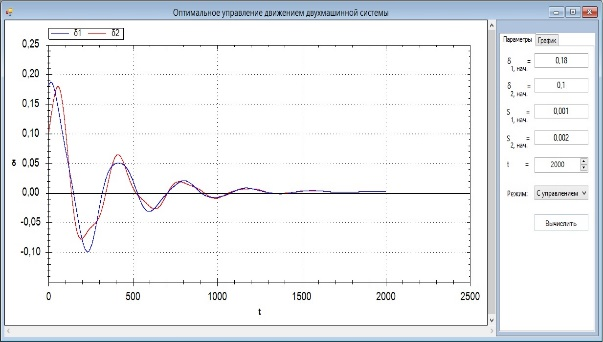 Оптимальное управление движением двухмашинной системы
δ1 δ2
0,25
0,20
0,15
0,10
0,05
0,00
-0,05
-0,10
δ
0 500 1000 1500 2000 2500
t
Параметры График
δ 1, нач. = 0,18
δ 2, нач. = 0,1
S 1, нач. = 0,001
S 2, нач. = 0,002
t = 2000
Режим: С управлением
Вычислить